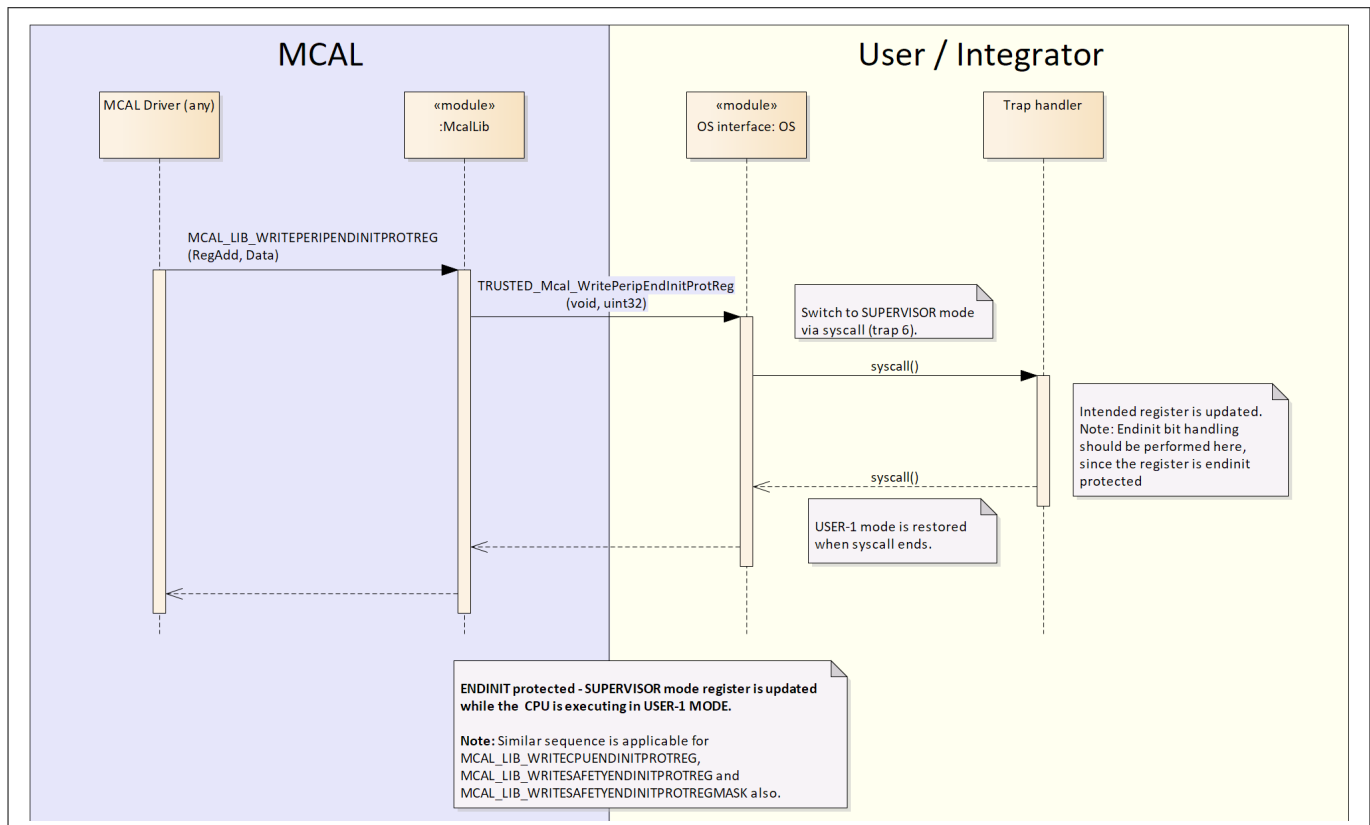 MCAL
User / Integrator
MCAL Driver (any)
«module»
:McalLib
«module»
OS interface: OS
Trap handler
MCAL_LIB_WRITEPERIPENDINITPROTREG
(RegAdd, Data)
TRUSTED_Mcal_WritePeripEndInitProtReg
(void, uint32)
Switch to SUPERVISOR mode
via syscall (trap 6).
syscall()
Intended register is updated.
Note: Endinit bit handling
should be performed here,
since the register is endinit
protected
syscall()
USER-1 mode is restored
when syscall ends.
ENDINIT protected - SUPERVISOR mode register is updated
while the CPU is executing in USER-1 MODE.
Note: Similar sequence is applicable for
MCAL_LIB_WRITECPUENDINITPROTREG,
MCAL_LIB_WRITESAFETYENDINITPROTREG and
MCAL_LIB_WRITESAFETYENDINITPROTREGMASK also.